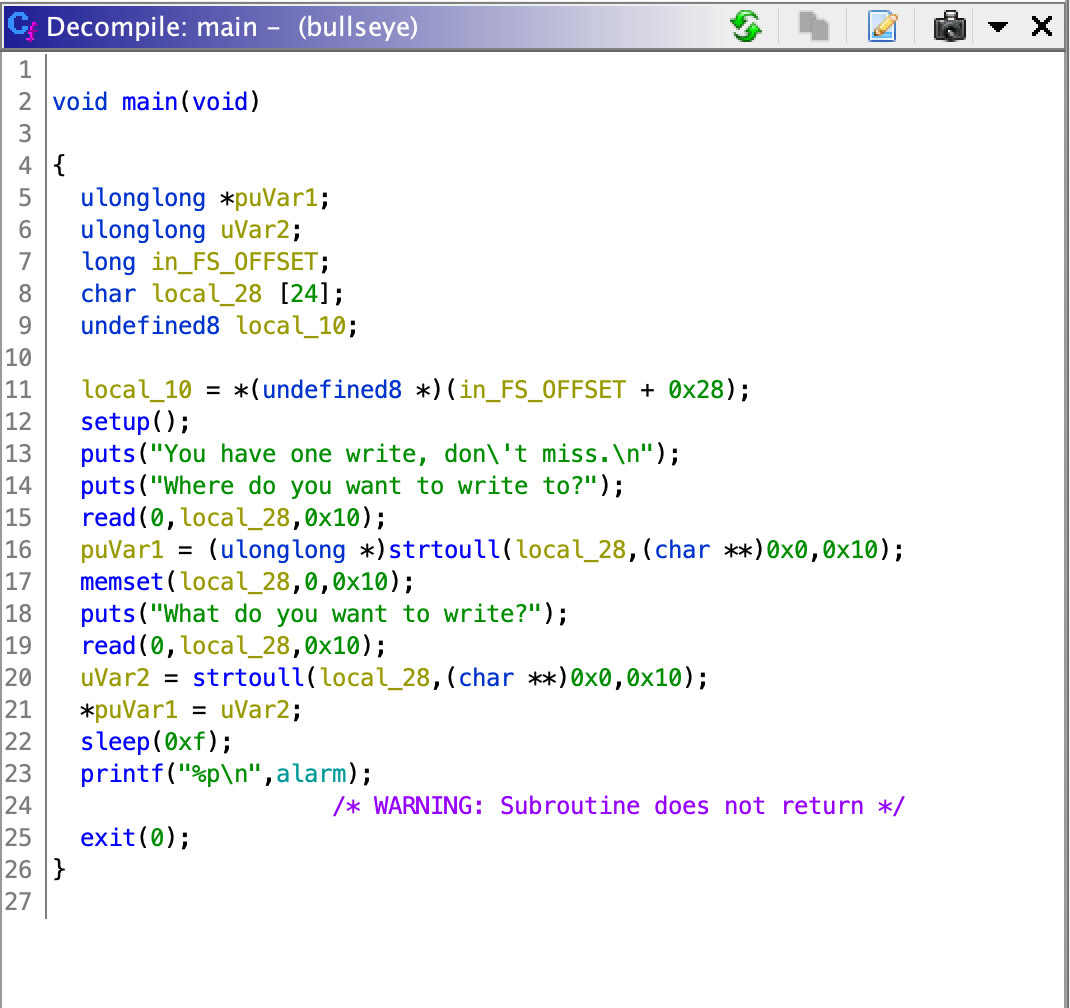 Decompile: main - (bullseye)
1
2 void main(void)
3
4 {
5 ulonglong *puVar1;
6 ulonglong uVar2;
7 long in_FS_OFFSET;
8 char local_28 [24];
9 undefined8 local_10;
10
11 local_10 = *(undefined8 *)(in_FS_OFFSET + 0x28);
12 setup();
13 puts("You have one write, don\'t miss.\n");
14 puts("Where do you want to write to?");
15 read(0,local_28,0x10);
16 puVar1 = (ulonglong *)strtoull(local_28,(char **)0x0,0x10);
17 memset(local_28,0,0x10);
18 puts("What do you want to write?");
19 read(0,local_28,0x10);
20 uVar2 = strtoull(local_28,(char **)0x0,0x10);
21 *puVar1 = uVar2;
22 sleep(0xf);
23 printf("%p\n",alarm);
24 /* WARNING: Subroutine does not return */
25 exit(0);
26 }
27